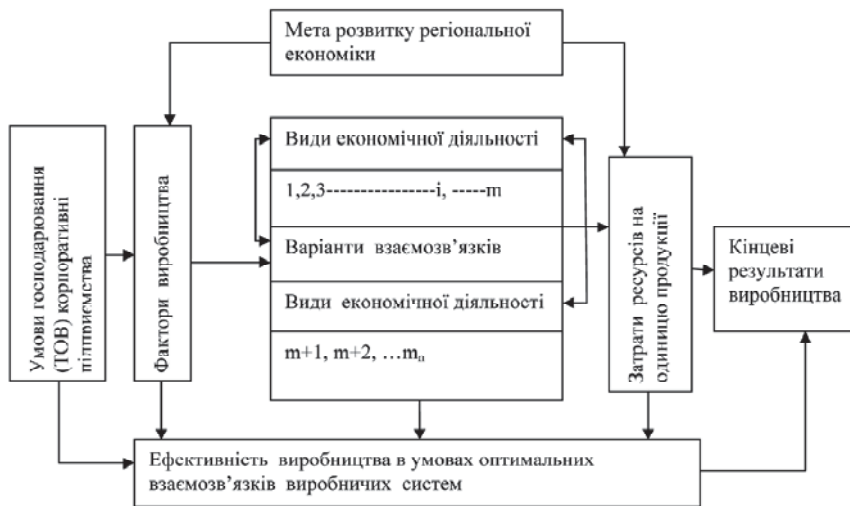 Мета розвитку регіональної
економіки
Умови господарювання
(ТОВ) корпоративні
підприємства
Фактори виробництва
Види економічної діяльності
1,2,3----------------i, -----m
Варіанти взаємозв’язків
Види економічної діяльності
m+1, m+2, …mₙ
Затрати ресурсів на
одиницю продукції
Кінцеві
результати
виробництва
Ефективність виробництва в умовах оптимальних
взаємозв’язків виробничих систем